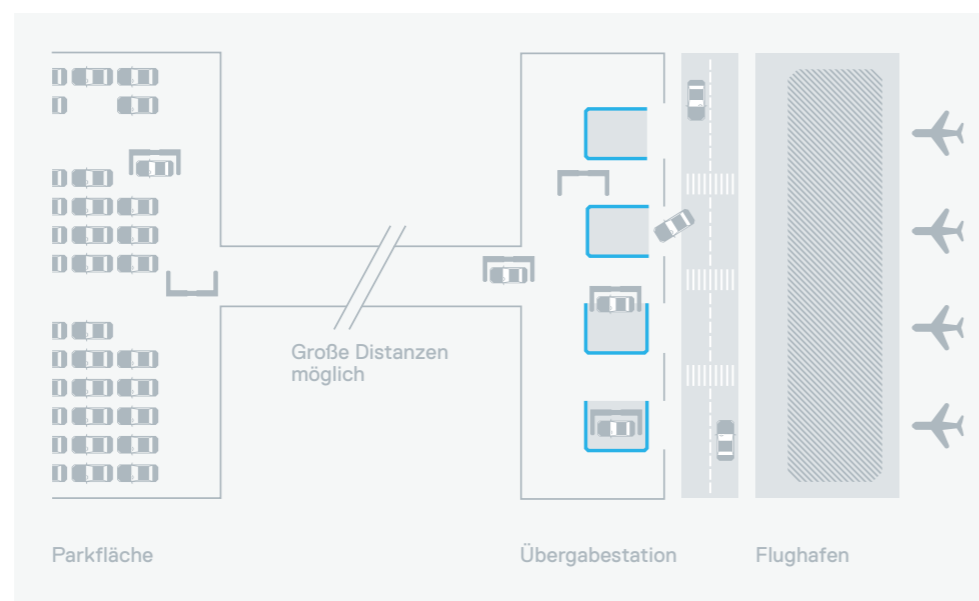 Große Distanzen
möglich
Parkfläche
Übergabestation
Flughafen